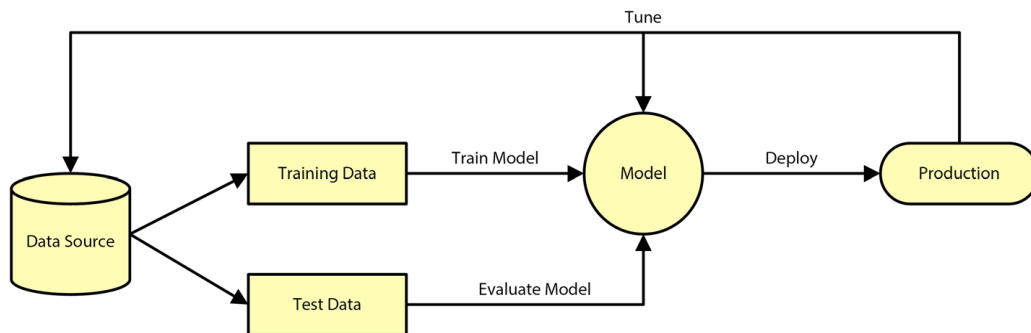 Tune
Training Data
Train Model
Model
Deploy
Production
Data Source
Test Data
Evaluate Model